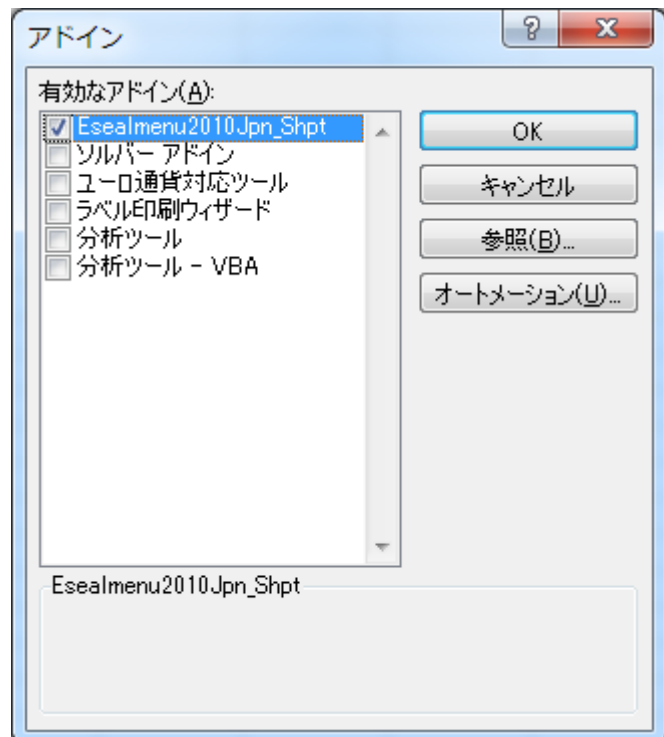 アドイン
有効なアドイン(A):
Esealmenu2010Jpn_Shpt
ソルバー アドイン
ユーロ通貨対応ツール
ラベル印刷ウィザード
分析ツール
分析ツール - VBA
OK
キャンセル
参照(B)...
オートメーション(U)...
Esealmenu2010Jpn_Shpt